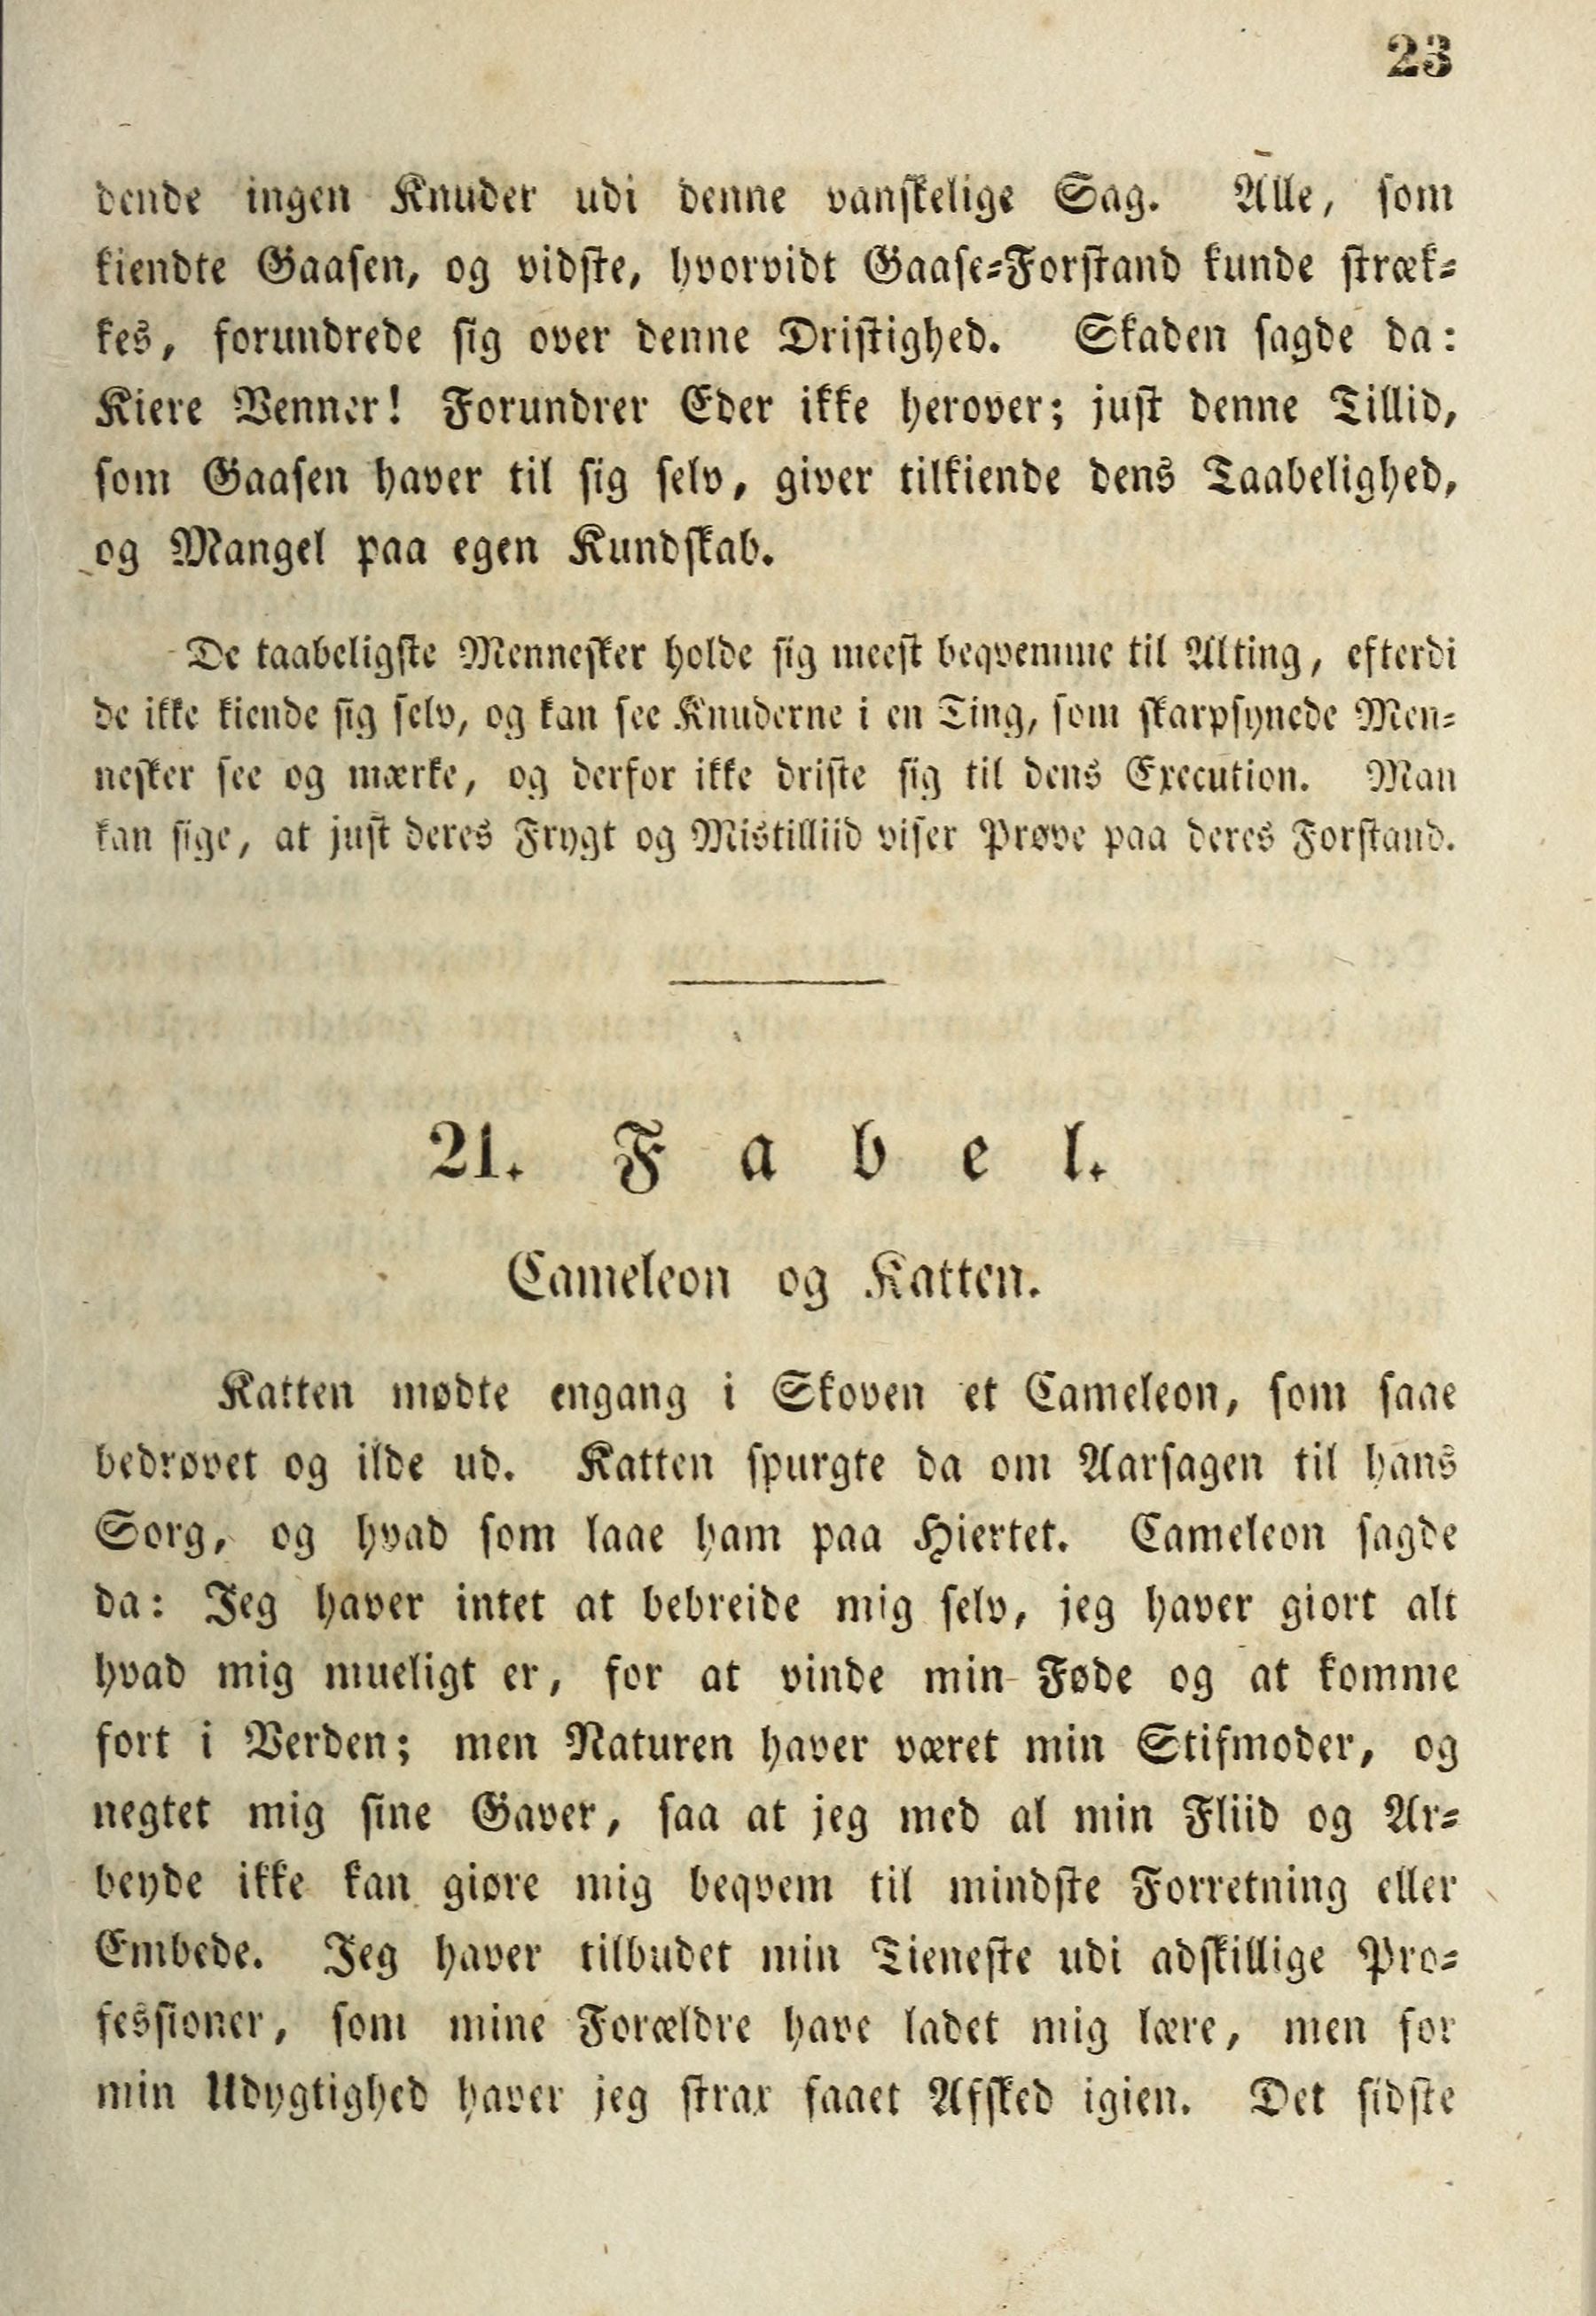 23
dende ingen Knuder udi denne vanskelige Sag. Alle, som
kiendte Gaasen, og vidste, hvorvidt Gaase-Forstand kunde stræk-
kes, forundrede sig over denne Dristighed. Skaden sagde da:
Kiere Venner! Forundrer Eder ikke herover; just denne Tillid,
som Gaasen haver til sig selv, giver tilkiende dens Taabelighed,
og Mangel paa egen Kundskab.
De taabeligste Mennesker holde sig meest beqvemme til Alting, efterdi
de ikke kiende sig selv, og kan see Knuderne i en Ting, som skarpsynede Men-
nesker see og mærke, og derfor ikke driste sig til dens Execution. Man
kan sige, at just deres Frygt og Mistilliid viser Prøve paa deres Forstand.
21. Fabel.
Cameleon og Katten.
Katten mødte engang i Skoven et Cameleon, som saae
bedrøvet og ilde ud. Katten spurgte da om Aarsagen til hans
Sorg, og hvad som laae ham paa Hiertet. Cameleon sagde
da: Jeg haver intet at bebreide mig selv, jeg haver giort alt
hvad mig mueligt er, for at vinde min Føde og at komme
fort i Verden; men Naturen haver været min Stifmoder, og
negtet mig sine Gaver, saa at jeg med al min Fliid og Ar-
beyde ikke kan giøre mig beqvem til mindste Forretning eller
Embede. Jeg haver tilbudet min Tieneste udi adskillige Pro-
fessioner, som mine Forældre have ladet mig lære, men for
min Udygtighed haver jeg strax faaet Afsked igien. Det sidste